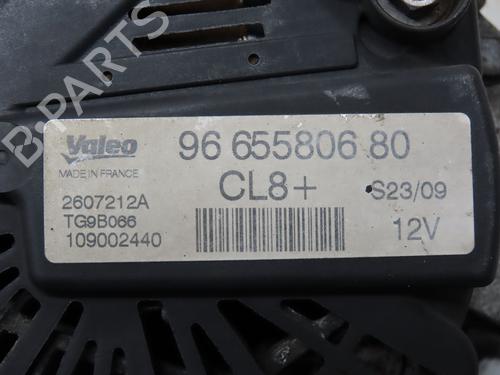 Valeo
MADE IN FRANCE
96 655806 80
CL8+
S23/09
2607212A
TG9B066
109002440
12V
B-PARTS